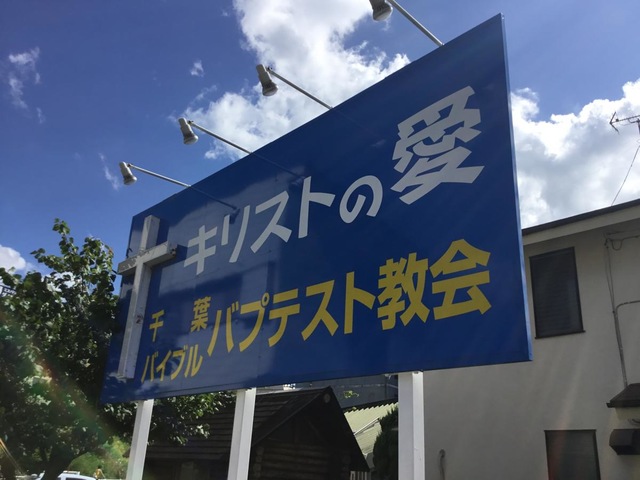 キリストの愛
千葉
バイブル
バプテスト教会